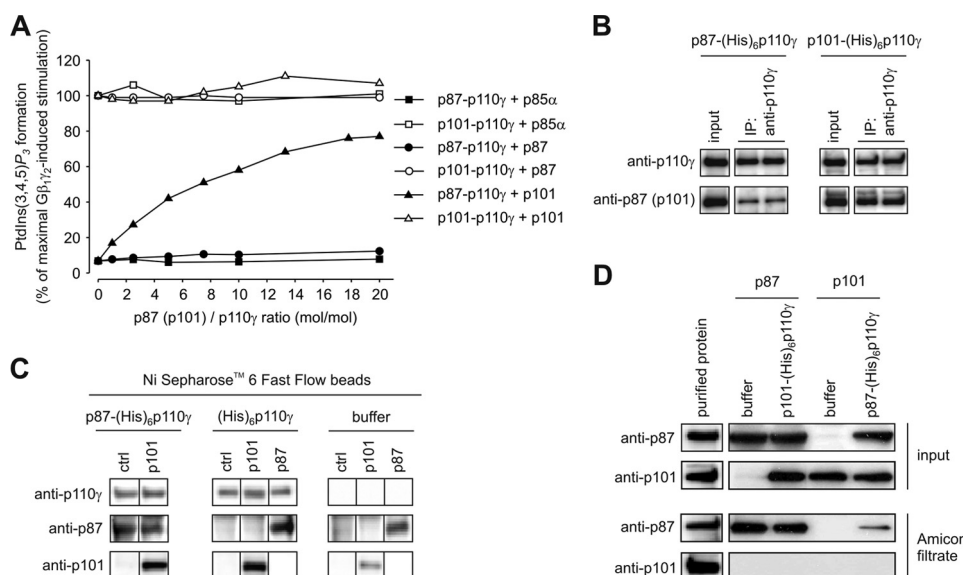 A
PtdIns(3,4,5)P3 formation
(% of maximal Gβ1γ2-induced stimulation)
120
100
80
60
40
20
0
0 2 4 6 8 10 12 14 16 18 20
p87 (p101) / p110γ ratio (mol/mol)
p87-p110γ + p85α
p101-p110γ + p85α
p87-p110γ + p87
p101-p110γ + p87
p87-p110γ + p101
p101-p110γ + p101
B
p87-(His)6p110γ p101-(His)6p110γ
input IP: anti-p110γ input IP: anti-p110γ
anti-p110γ
anti-p87 (p101)
C
Ni Sepharose™ 6 Fast Flow beads
p87-(His)6p110γ (His)6p110γ buffer
ctrl p101 ctrl p101 p87 ctrl p101 p87
anti-p110γ
anti-p87
anti-p101
D
p87 p101
purified protein buffer p101-(His)6p110γ buffer p87-(His)6p110γ
anti-p87
anti-p101
input
anti-p87
anti-p101
Amicon
filtrate